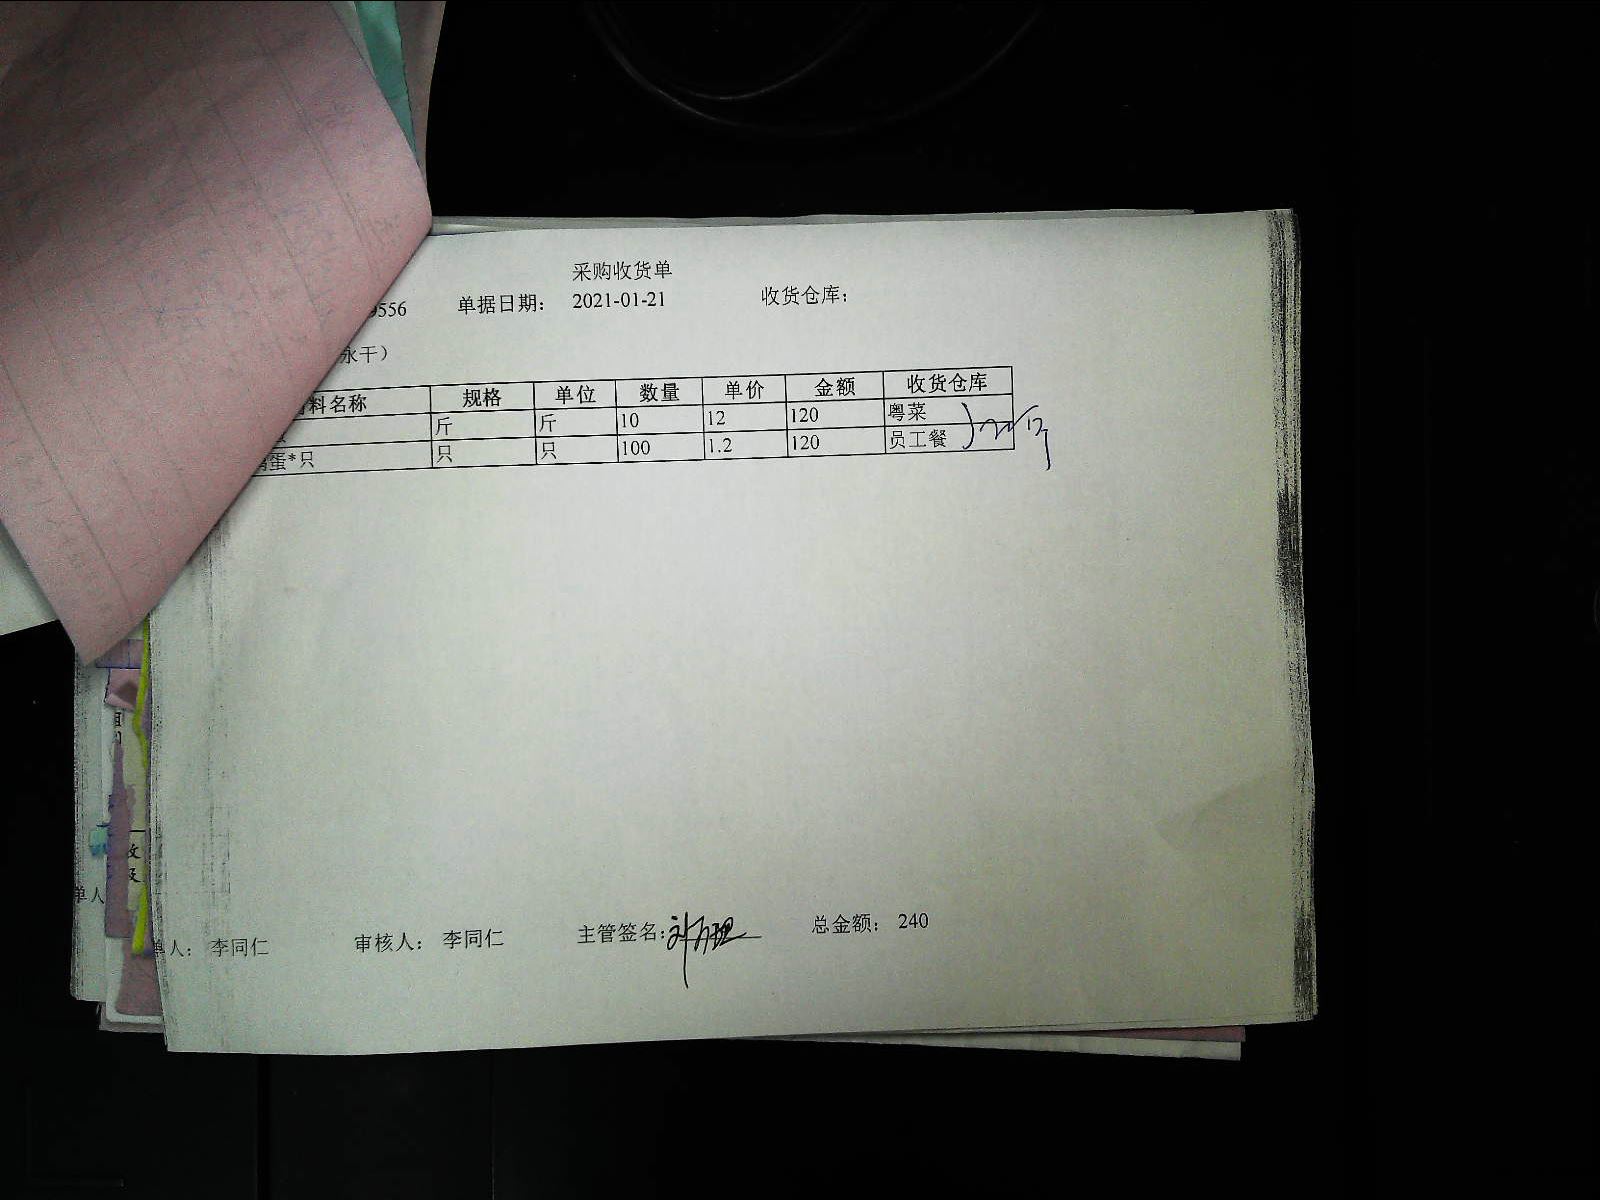 采购收货单
9556 单据日期： 2021-01-21 收货仓库：
永干）
料名称 规格 单位 数量 单价 金额 收货仓库
斤 斤 10 12 120 粤菜
蛋*只 只 只 100 1.2 120 员工餐
单人
单人： 李同仁 审核人： 李同仁 主管签名： 总金额： 240